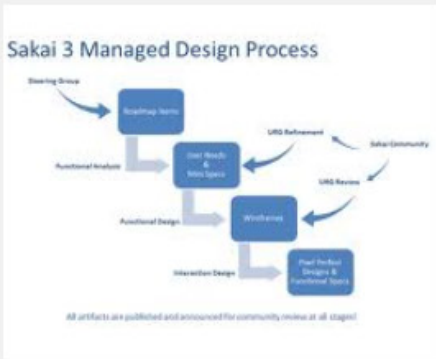 Sakai 3 Managed Design Process
Steering Group
Roadmap Items
URG Refinement
Sakai Community
User Needs
&
Mini Specs
Functional Analysis
URG Review
Functional Design
Wireframes
Interaction Design
Pixel Perfect
Designs &
Functional Specs
All artifacts are published and announced for community review at all stages!